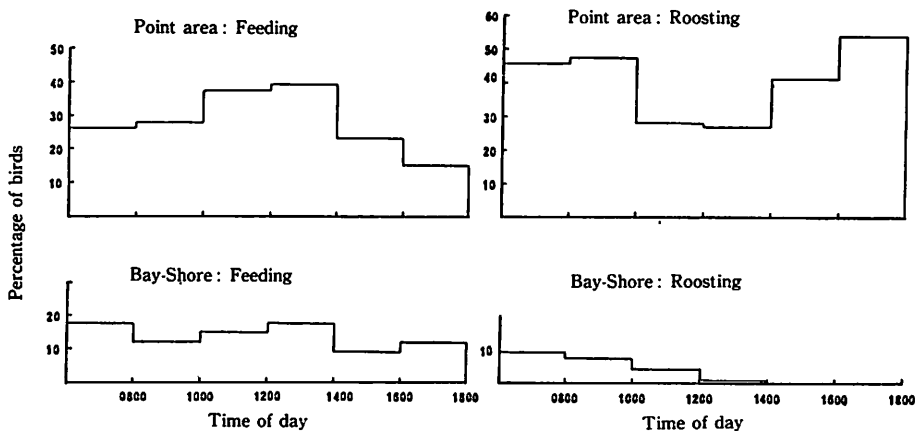 Point area : Feeding
50
40
30
20
10
Point area : Roosting
60
50
40
30
20
10
Percentage of birds
Bay-Shore : Feeding
20
10
0800 1000 1200 1400 1600 1800
Time of day
Bay-Shore : Roosting
10
0800 1000 1200 1400 1600 1800
Time of day